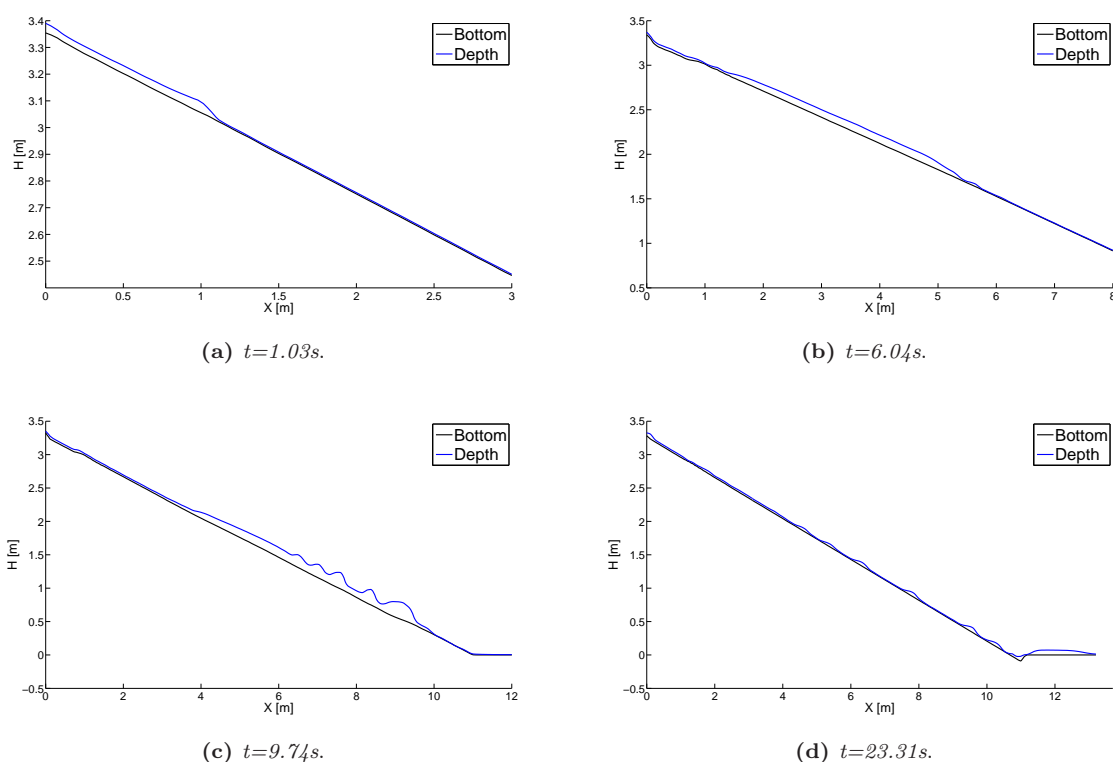 3.4
3.3
3.2
3.1
3
2.9
2.8
2.7
2.6
2.5
H [m]
0 0.5 1 1.5 2 2.5 3
X [m]
Bottom
Depth
(a) t=1.03s.
3.5
3
2.5
2
1.5
1
0.5
H [m]
0 1 2 3 4 5 6 7 8
X [m]
Bottom
Depth
(b) t=6.04s.
3.5
3
2.5
2
1.5
1
0.5
0
−0.5
H [m]
0 2 4 6 8 10 12
X [m]
Bottom
Depth
(c) t=9.74s.
3.5
3
2.5
2
1.5
1
0.5
0
−0.5
H [m]
0 2 4 6 8 10 12
X [m]
Bottom
Depth
(d) t=23.31s.